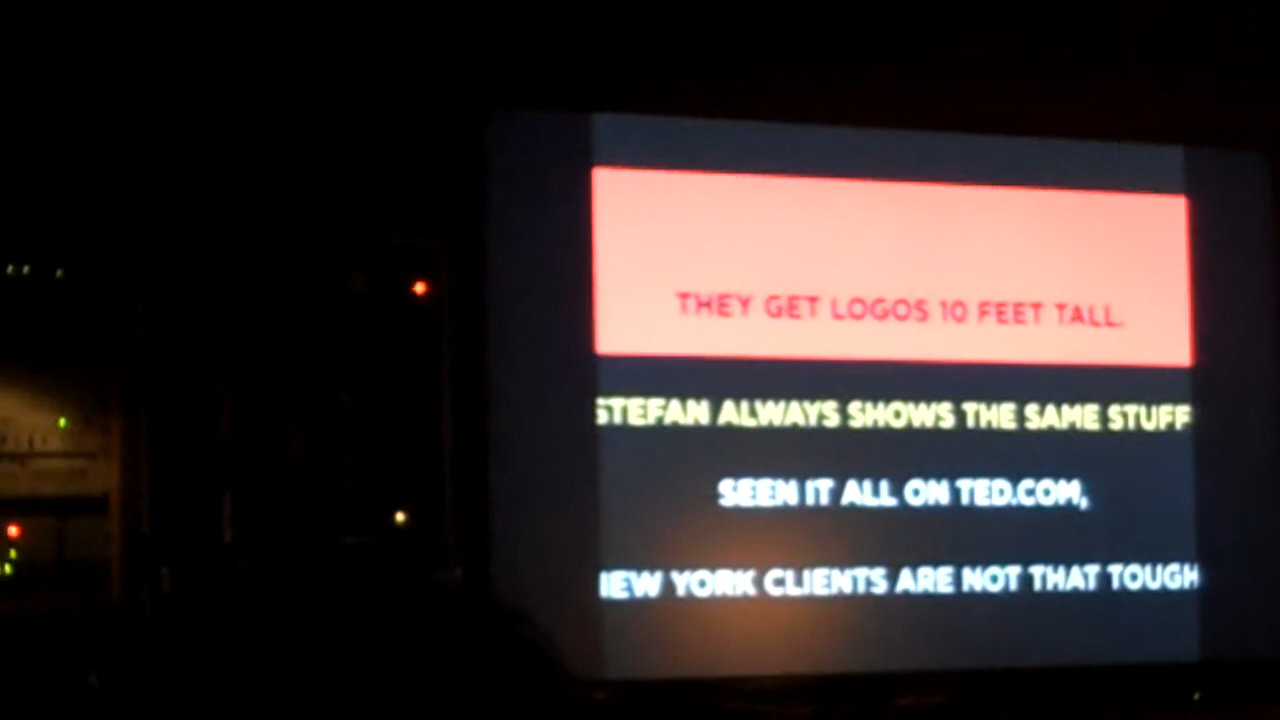 THEY GET LOGOS 10 FEET TALL.
STEFAN ALWAYS SHOWS THE SAME STUFF
SEEN IT ALL ON TED.COM,
NEW YORK CLIENTS ARE NOT THAT TOUGH